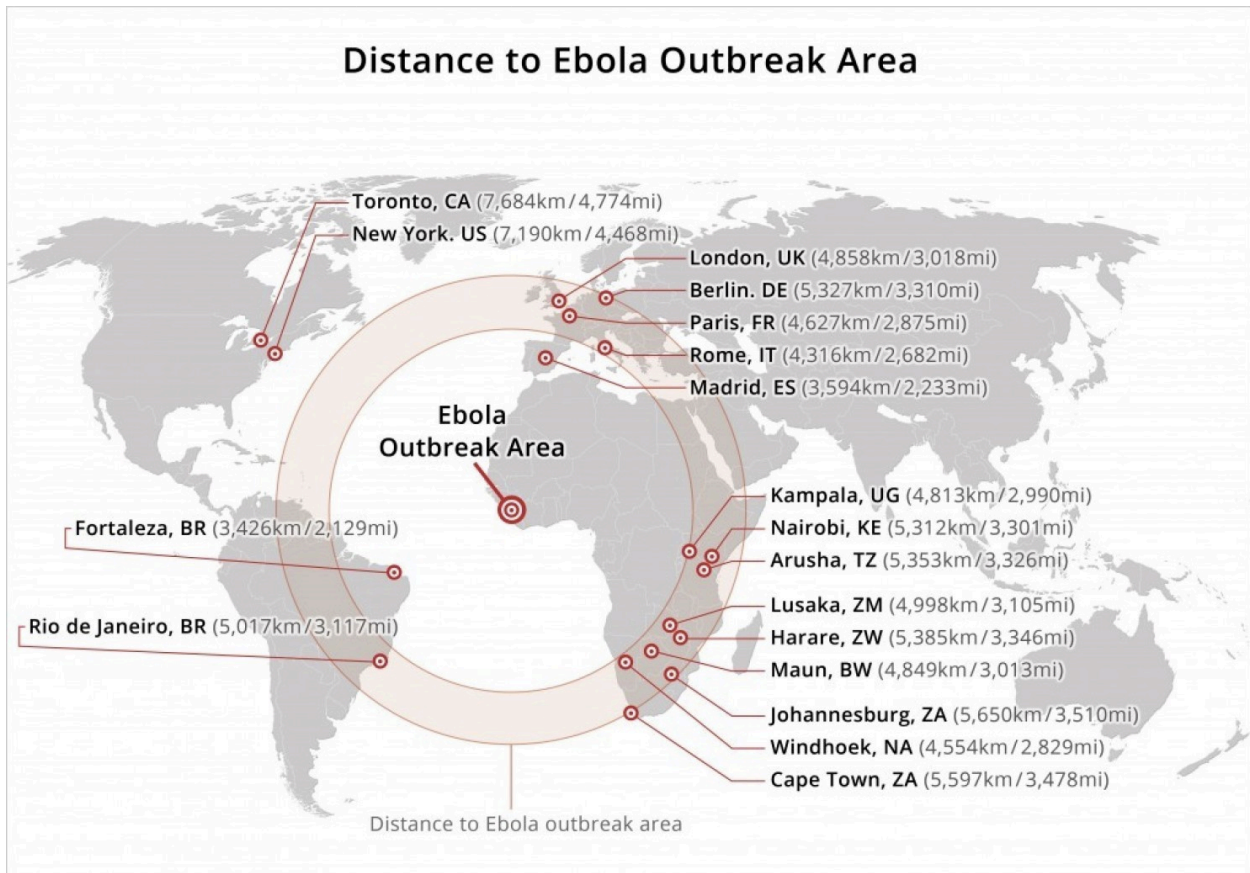 Distance to Ebola Outbreak Area
Toronto, CA (7,684km/4,774mi)
New York. US (7,190km/4,468mi)
London, UK (4,858km/3,018mi)
Berlin. DE (5,327km/3,310mi)
Paris, FR (4,627km/2,875mi)
Rome, IT (4,316km/2,682mi)
Madrid, ES (3,594km/2,233mi)
Ebola
Outbreak Area
Kampala, UG (4,813km/2,990mi)
Nairobi, KE (5,312km/3,301mi)
Arusha, TZ (5,353km/3,326mi)
Fortaleza, BR (3,426km/2,129mi)
Lusaka, ZM (4,998km/3,105mi)
Harare, ZW (5,385km/3,346mi)
Maun, BW (4,849km/3,013mi)
Rio de Janeiro, BR (5,017km/3,117mi)
Johannesburg, ZA (5,650km/3,510mi)
Windhoek, NA (4,554km/2,829mi)
Cape Town, ZA (5,597km/3,478mi)
Distance to Ebola outbreak area